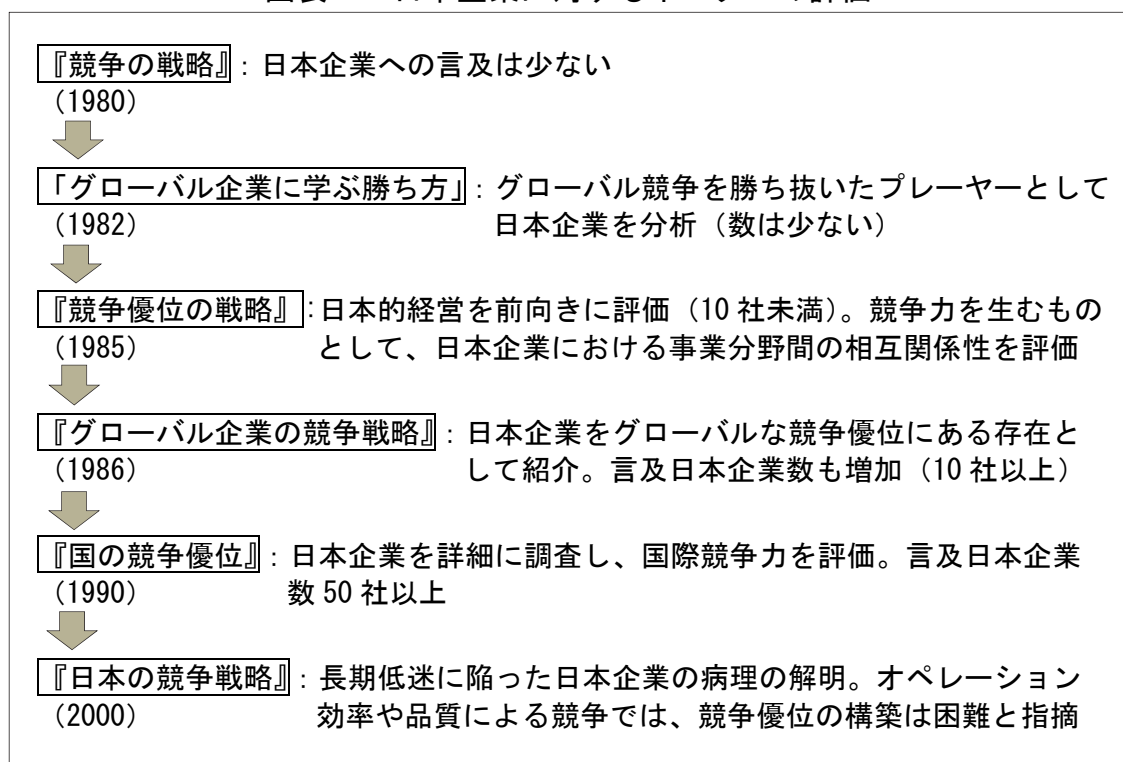 『競争の戦略』：日本企業への言及は少ない
（1980）
「グローバル企業に学ぶ勝ち方」：グローバル競争を勝ち抜いたプレーヤーとして
（1982）　日本企業を分析（数は少ない）
『競争優位の戦略』：日本的経営を前向きに評価（10 社未満）。競争力を生むもの
（1985）　として、日本企業における事業分野間の相互関係性を評価
『グローバル企業の競争戦略』：日本企業をグローバルな競争優位にある存在と
（1986）　して紹介。言及日本企業数も増加（10 社以上）
『国の競争優位』：日本企業を詳細に調査し、国際競争力を評価。言及日本企業
（1990）　数 50 社以上
『日本の競争戦略』：長期低迷に陥った日本企業の病理の解明。オペレーション
（2000）　効率や品質による競争では、競争優位の構築は困難と指摘